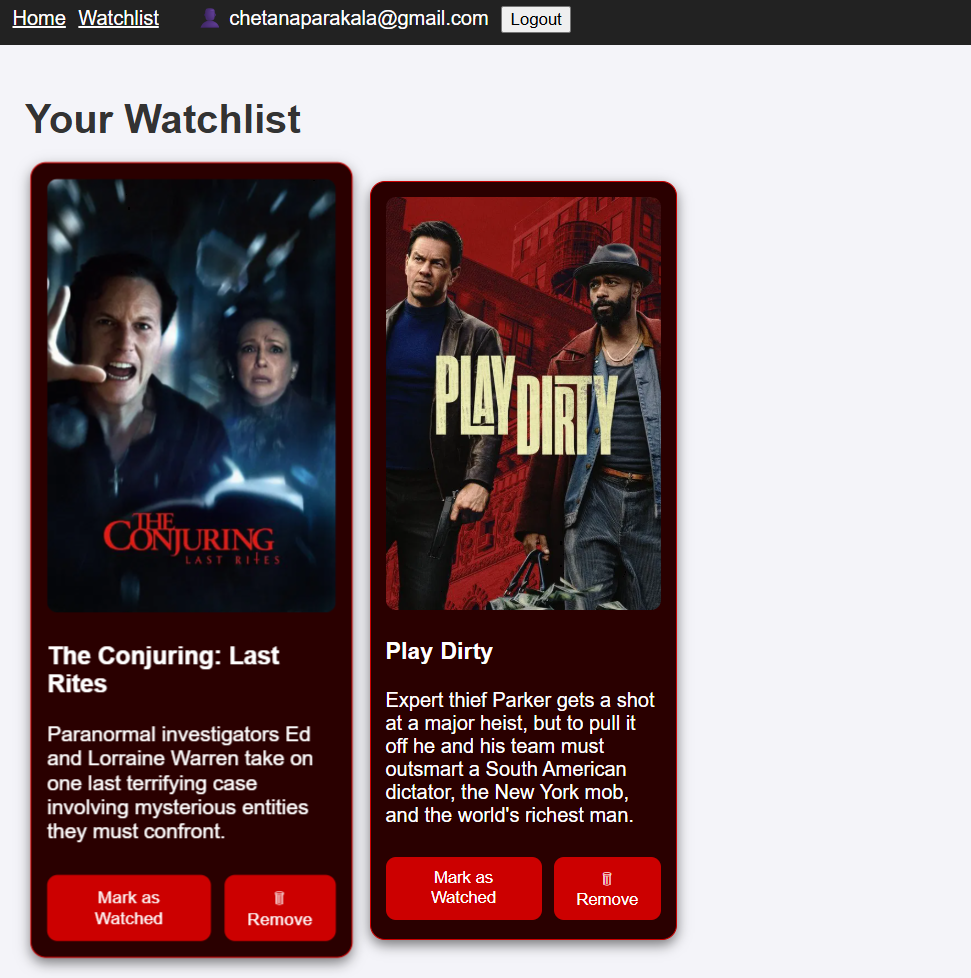 Home Watchlist chetanaparakala@gmail.com Logout
Your Watchlist
THE
CONJURING
LAST RITES
The Conjuring: Last
Rites
Paranormal investigators Ed
and Lorraine Warren take on
one last terrifying case
involving mysterious entities
they must confront.
Mark as
Watched
Remove
PLAY
DIRTY
Play Dirty
Expert thief Parker gets a shot
at a major heist, but to pull it
off he and his team must
outsmart a South American
dictator, the New York mob,
and the world's richest man.
Mark as
Watched
Remove